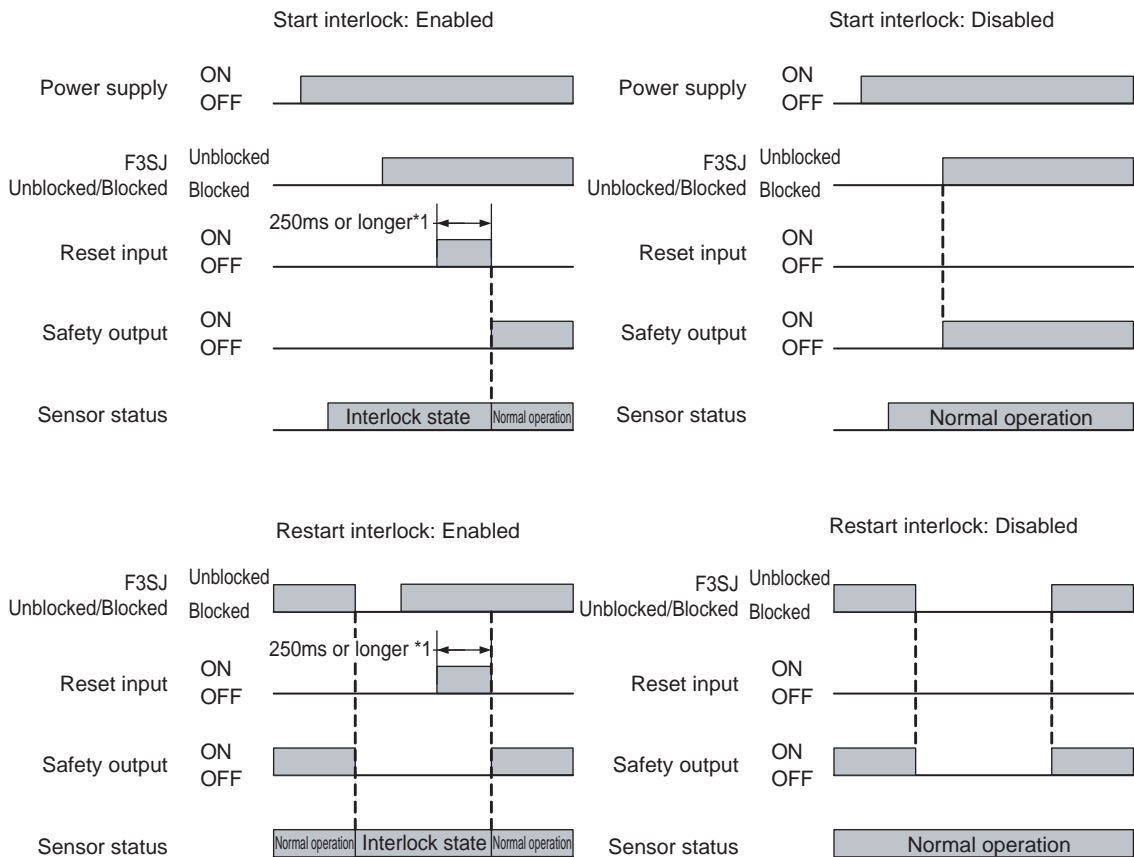 Start interlock: Enabled
Power supply ON
OFF
F3SJ Unblocked
Unblocked/Blocked Blocked
250ms or longer*1
Reset input ON
OFF
Safety output ON
OFF
Sensor status Interlock state Normal operation
Start interlock: Disabled
Power supply ON
OFF
F3SJ Unblocked
Unblocked/Blocked Blocked
Reset input ON
OFF
Safety output ON
OFF
Sensor status Normal operation
Restart interlock: Enabled
F3SJ Unblocked
Unblocked/Blocked Blocked
250ms or longer *1
Reset input ON
OFF
Safety output ON
OFF
Sensor status Normal operation Interlock state Normal operation
Restart interlock: Disabled
F3SJ Unblocked
Unblocked/Blocked Blocked
Reset input ON
OFF
Safety output ON
OFF
Sensor status Normal operation